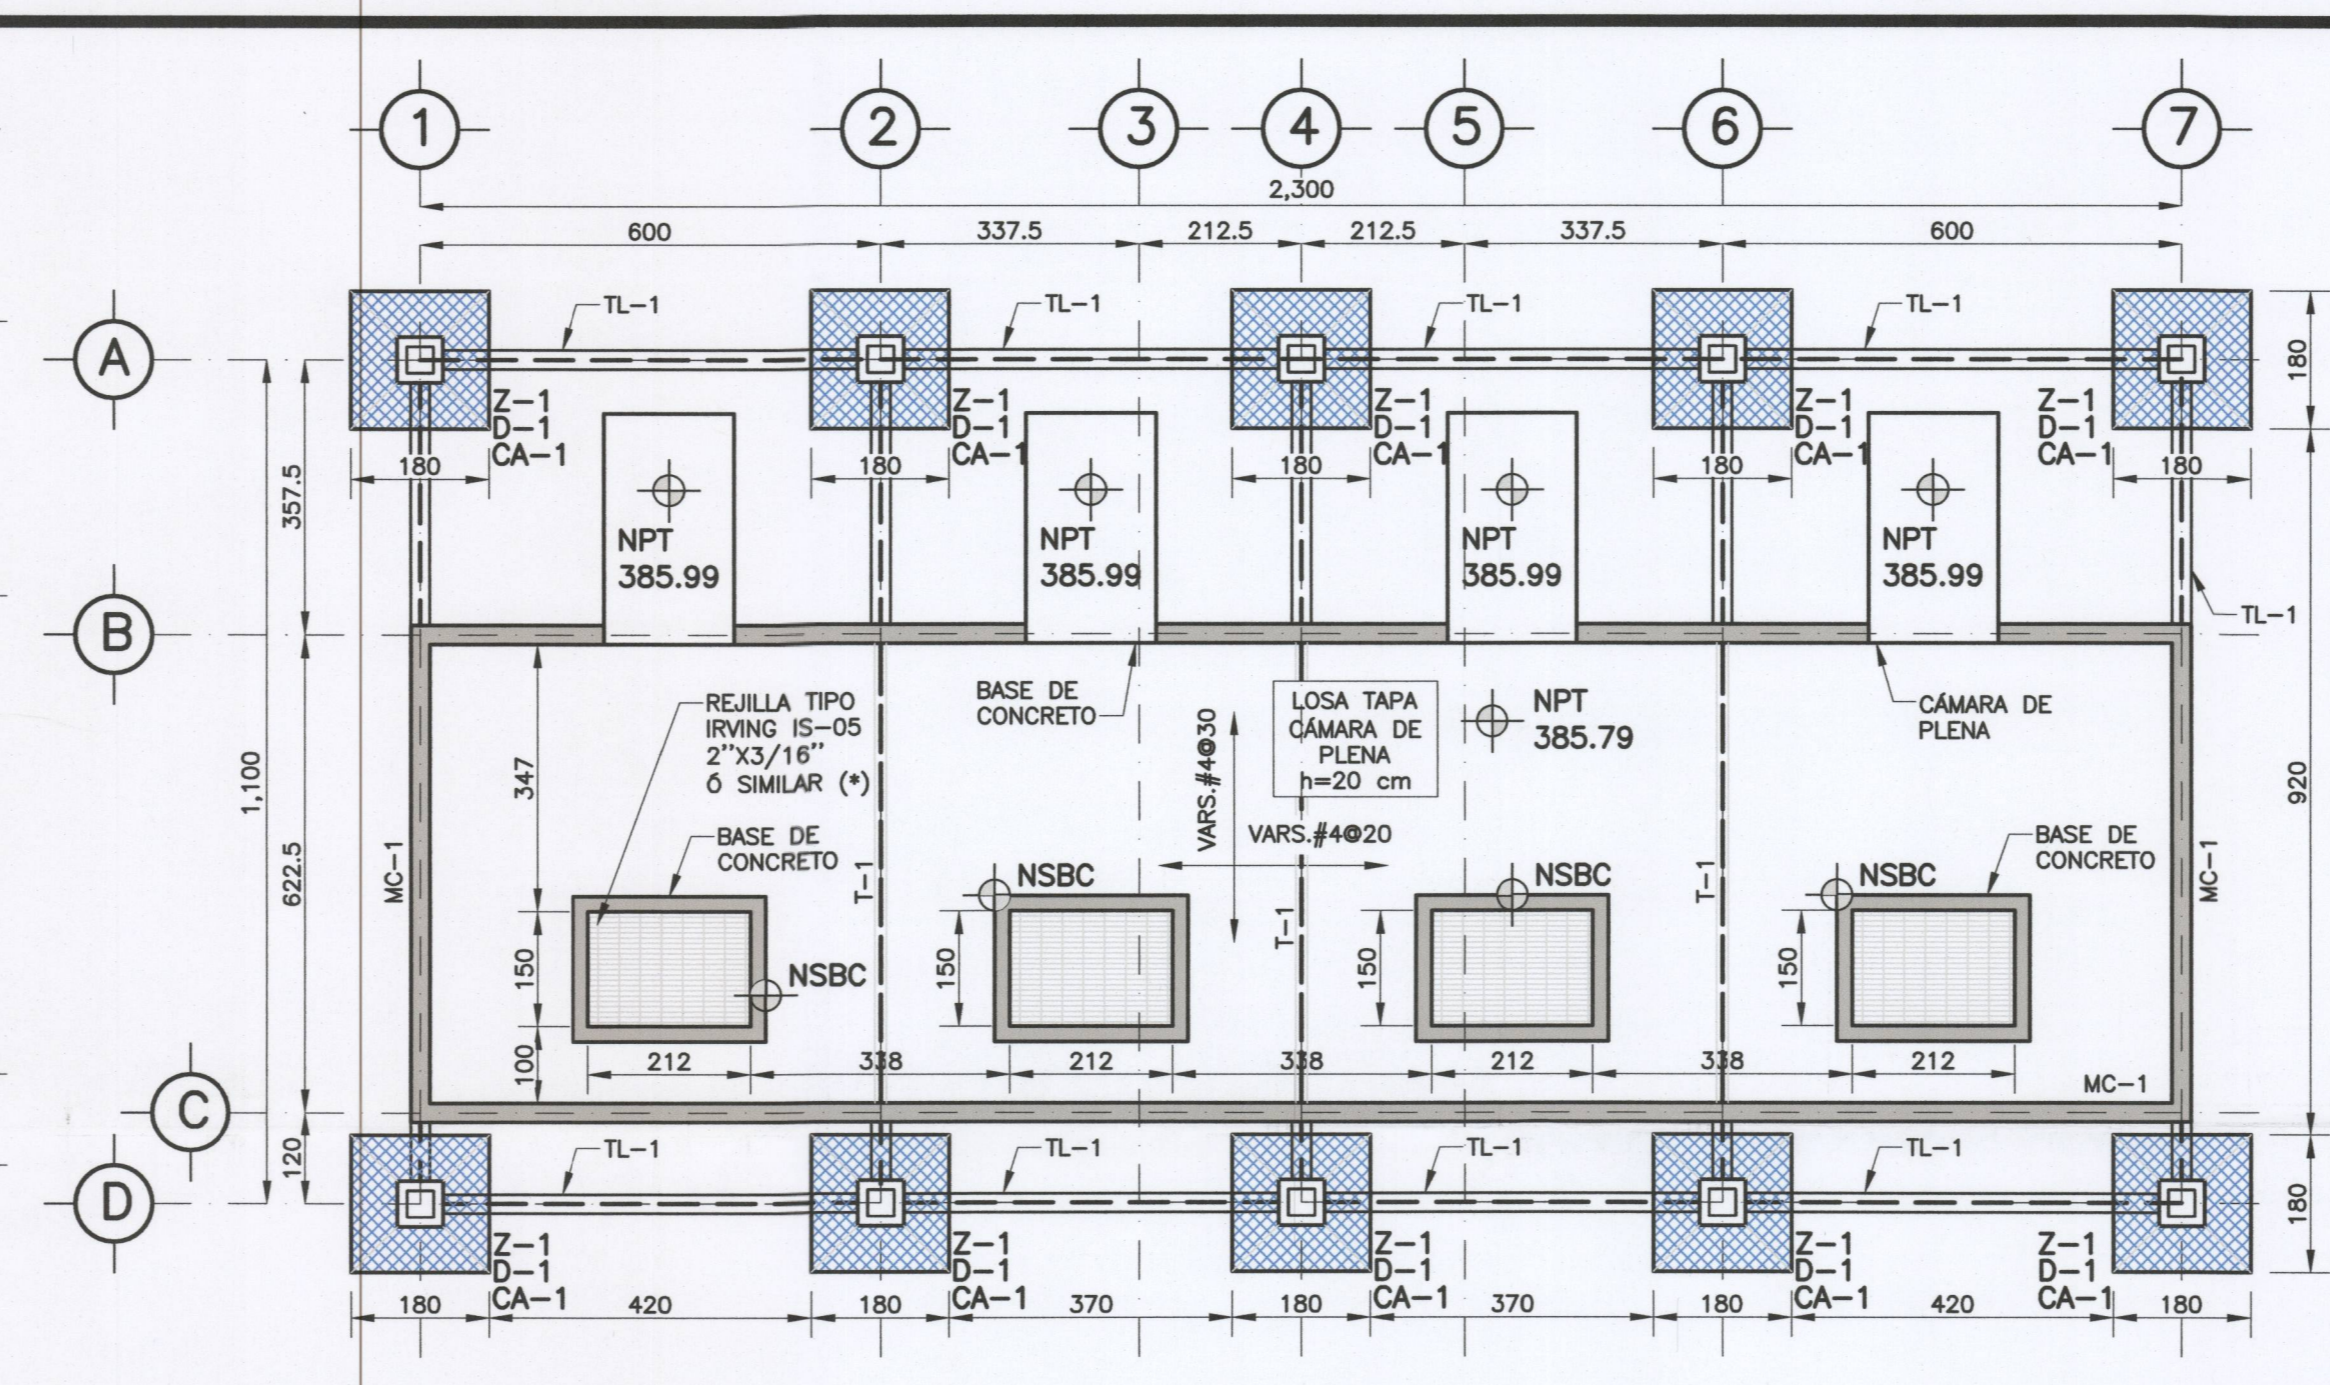 1 2 3 4 5 6 7
2,300
600 337.5 212.5 212.5 337.5 600
TL-1 TL-1 TL-1 TL-1
A
180
Z-1 Z-1 Z-1 Z-1 Z-1
D-1 D-1 D-1 D-1 D-1
CA-1 CA-1 CA-1 CA-1 CA-1
180 180 180 180 180
357.5
NPT NPT NPT NPT
385.99 385.99 385.99 385.99
TL-1
B
REJILLA TIPO
IRVING IS-05
2"X3/16"
Ó SIMILAR (*)
BASE DE
CONCRETO
LOSA TAPA
CÁMARA DE
PLENA
h=20 cm
NPT
385.79
CÁMARA DE
PLENA
1,100
347
VARS.#4@30
VARS.#4@20
920
622.5
MC-1
BASE DE
CONCRETO
T-1
T-1
T-1
BASE DE
CONCRETO
MC-1
NSBC NSBC NSBC
NSBC
150 150 150 150
100
212 338 212 338 212 338 212
MC-1
C
120
TL-1 TL-1 TL-1 TL-1
D
180
Z-1 Z-1 Z-1 Z-1 Z-1
D-1 D-1 D-1 D-1 D-1
CA-1 CA-1 CA-1 CA-1 CA-1
180 420 180 370 180 370 180 420 180